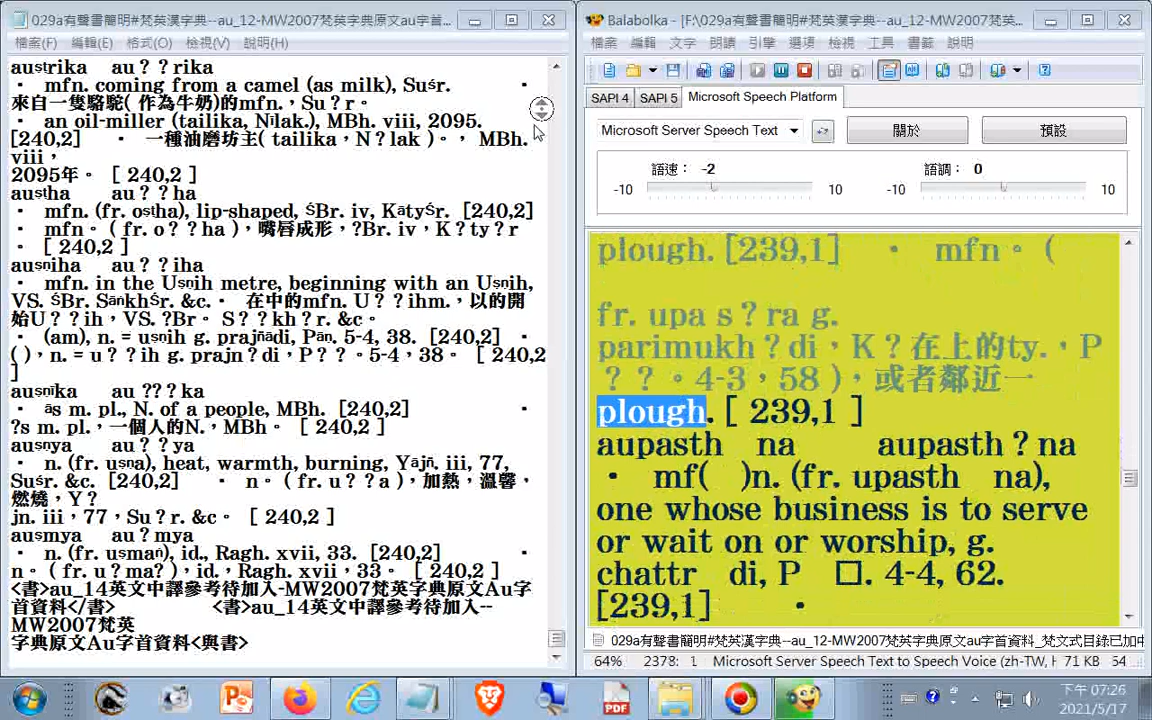 029a有聲書簡明#梵英漢字典--au_12-MW2007梵英字典原文au字首...
檔案(F) 編輯(E) 格式(O) 檢視(V) 說明(H)
auṣṭrika au??rika
• mfn. coming from a camel (as milk), Suśr. •
來自一隻駱駝( 作為牛奶)的mfn.，Su?r。
• an oil-miller (tailika, Nīlak.), MBh. viii, 2095.
[240,2] • 一種油磨坊主( tailika，N?lak )。， MBh.
viii，
2095年。 [ 240,2 ]
auṣṭha au??ha
• mfn. (fr. oṣṭha), lip-shaped, ŚBr. iv, KātyŚr. [240,2]
• mfn。( fr. o??ha )，嘴唇成形，?Br. iv，K?ty?r
• [ 240,2 ]
auṣṇiha au??iha
• mfn. in the Uṣṇih metre, beginning with an Uṣṇih,
VS. ŚBr. SāṅkhŚr. &c. • 在中的mfn. U??ihm.，以的開
始U??ih，VS. ?Br。 S??kh?r. &c。
• (am), n. = uṣṇih g. prajñādi, Pāṇ. 5-4, 38. [240,2]
( )，n. = u??ih g. prajn?di，P??。5-4，38。 [ 240,2
]
auṣṇīka au???ka
• ās m. pl., N. of a people, MBh. [240,2] •
?s m. pl.，一個人的N.，MBh。 [ 240,2 ]
auṣṇya au??ya
• n. (fr. uṣṇa), heat, warmth, burning, Yājñ. iii, 77,
Suśr. &c. [240,2] • n。( fr. u??a )，加熱，溫馨，
燃燒，Y?
jn. iii，77，Su?r. &c。 [ 240,2 ]
auṣmya au?mya
• n. (fr. uṣman), id., Ragh. xvii, 33. [240,2] •
n。( fr. u?ma?)，id.，Ragh. xvii，33。 [ 240,2 ]
<書>au_14英文中譯參考待加入-MW2007梵英字典原文Au字
首資料</書> <書>au_14英文中譯參考待加入--
MW2007梵英
字典原文Au字首資料<與書>
Balabolka - [F:\029a有聲書簡明#梵英漢字典--au_12-MW2007梵英...
檔案 編輯 文字 朗讀 引擎 選項 檢視 工具 書籤 說明
SAPI 4 SAPI 5 Microsoft Speech Platform
Microsoft Server Speech Text 關於 預設
語速： -2 語調： 0
-10 10 -10 10
plough. [239,1] • mfn。(
fr. upa s?ra g.
parimukh?di，K?在上的ty.，P
??。4-3，58 )，或者鄰近一
plough. [ 239,1 ]
aupasth na aupasth?na
• mf( )n. (fr. upasth na),
one whose business is to serve
or wait on or worship, g.
chattr di, P □. 4-4, 62.
[239,1] •
029a有聲書簡明#梵英漢字典--au_12-MW2007梵英字典原文au字首資料_梵文式目錄已加中
64% 2378: 1 Microsoft Server Speech Text to Speech Voice (zh-TW, H 71 KB 54
PDF
下午 07:26
2021/5/17